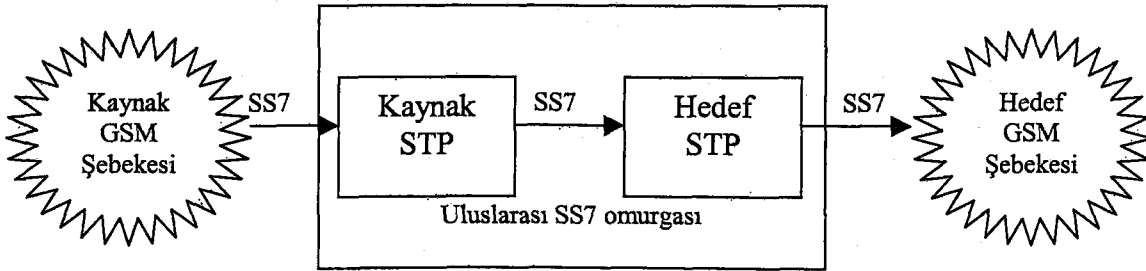 Kaynak
GSM
Şebekesi
SS7
Kaynak
STP
SS7
Hedef
STP
SS7
Hedef
GSM
Şebekesi
Uluslarası SS7 omurgası